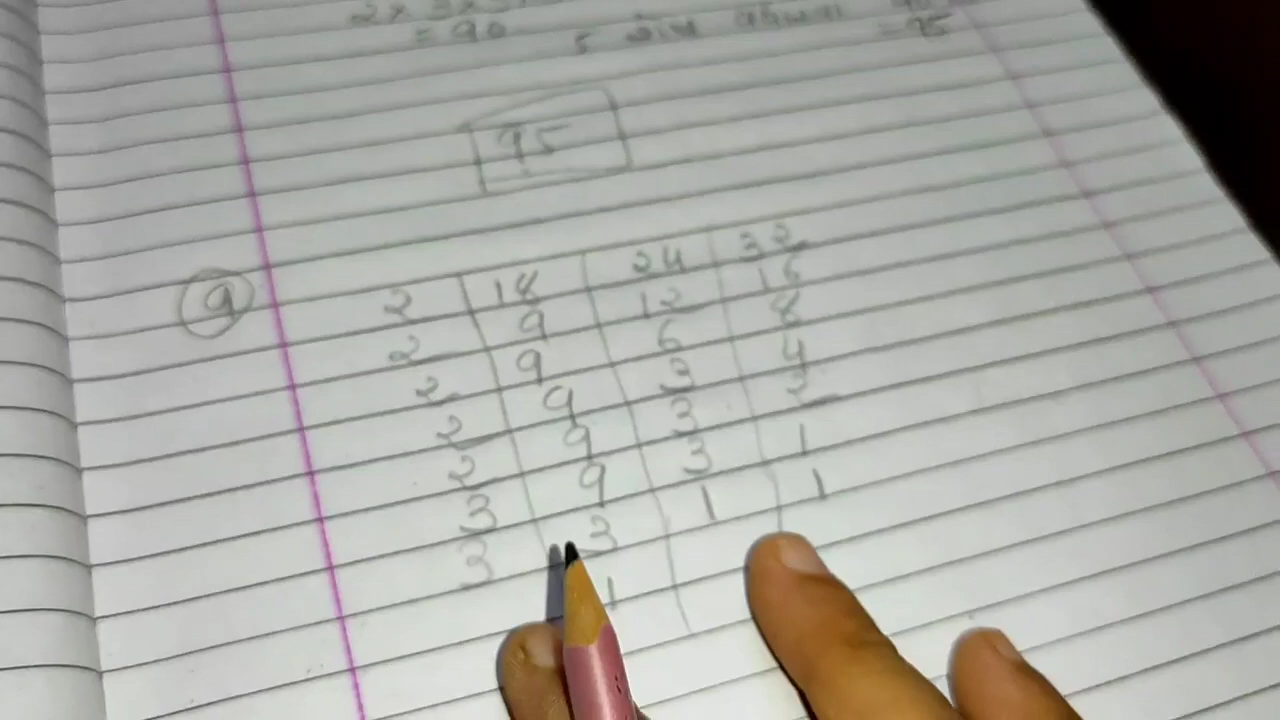 = 90
= 95
95
9
2 18 24 32
2 9 12 16
2 9 6 8
2 9 3 4
2 9 3 2
3 9 3 1
3 3 1 1
1